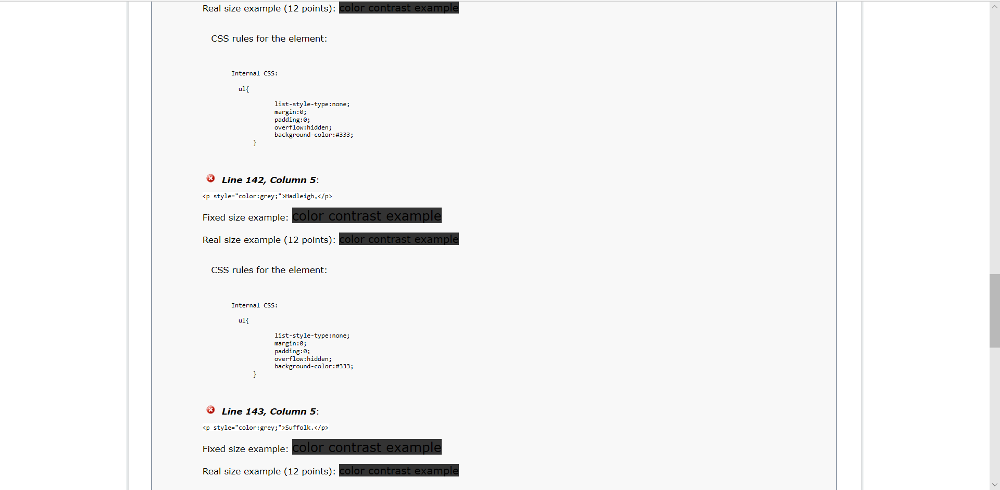 Real size example (12 points): color contrast example
CSS rules for the element:
Internal CSS:
ul{
list-style-type:none;
margin:0;
padding:0;
overflow:hidden;
background-color:#333;
}
Line 142, Column 5:
<p style="color:grey;">Hadleigh,</p>
Fixed size example: color contrast example
Real size example (12 points): color contrast example
CSS rules for the element:
Internal CSS:
ul{
list-style-type:none;
margin:0;
padding:0;
overflow:hidden;
background-color:#333;
}
Line 143, Column 5:
<p style="color:grey;">Suffolk.</p>
Fixed size example: color contrast example
Real size example (12 points): color contrast example